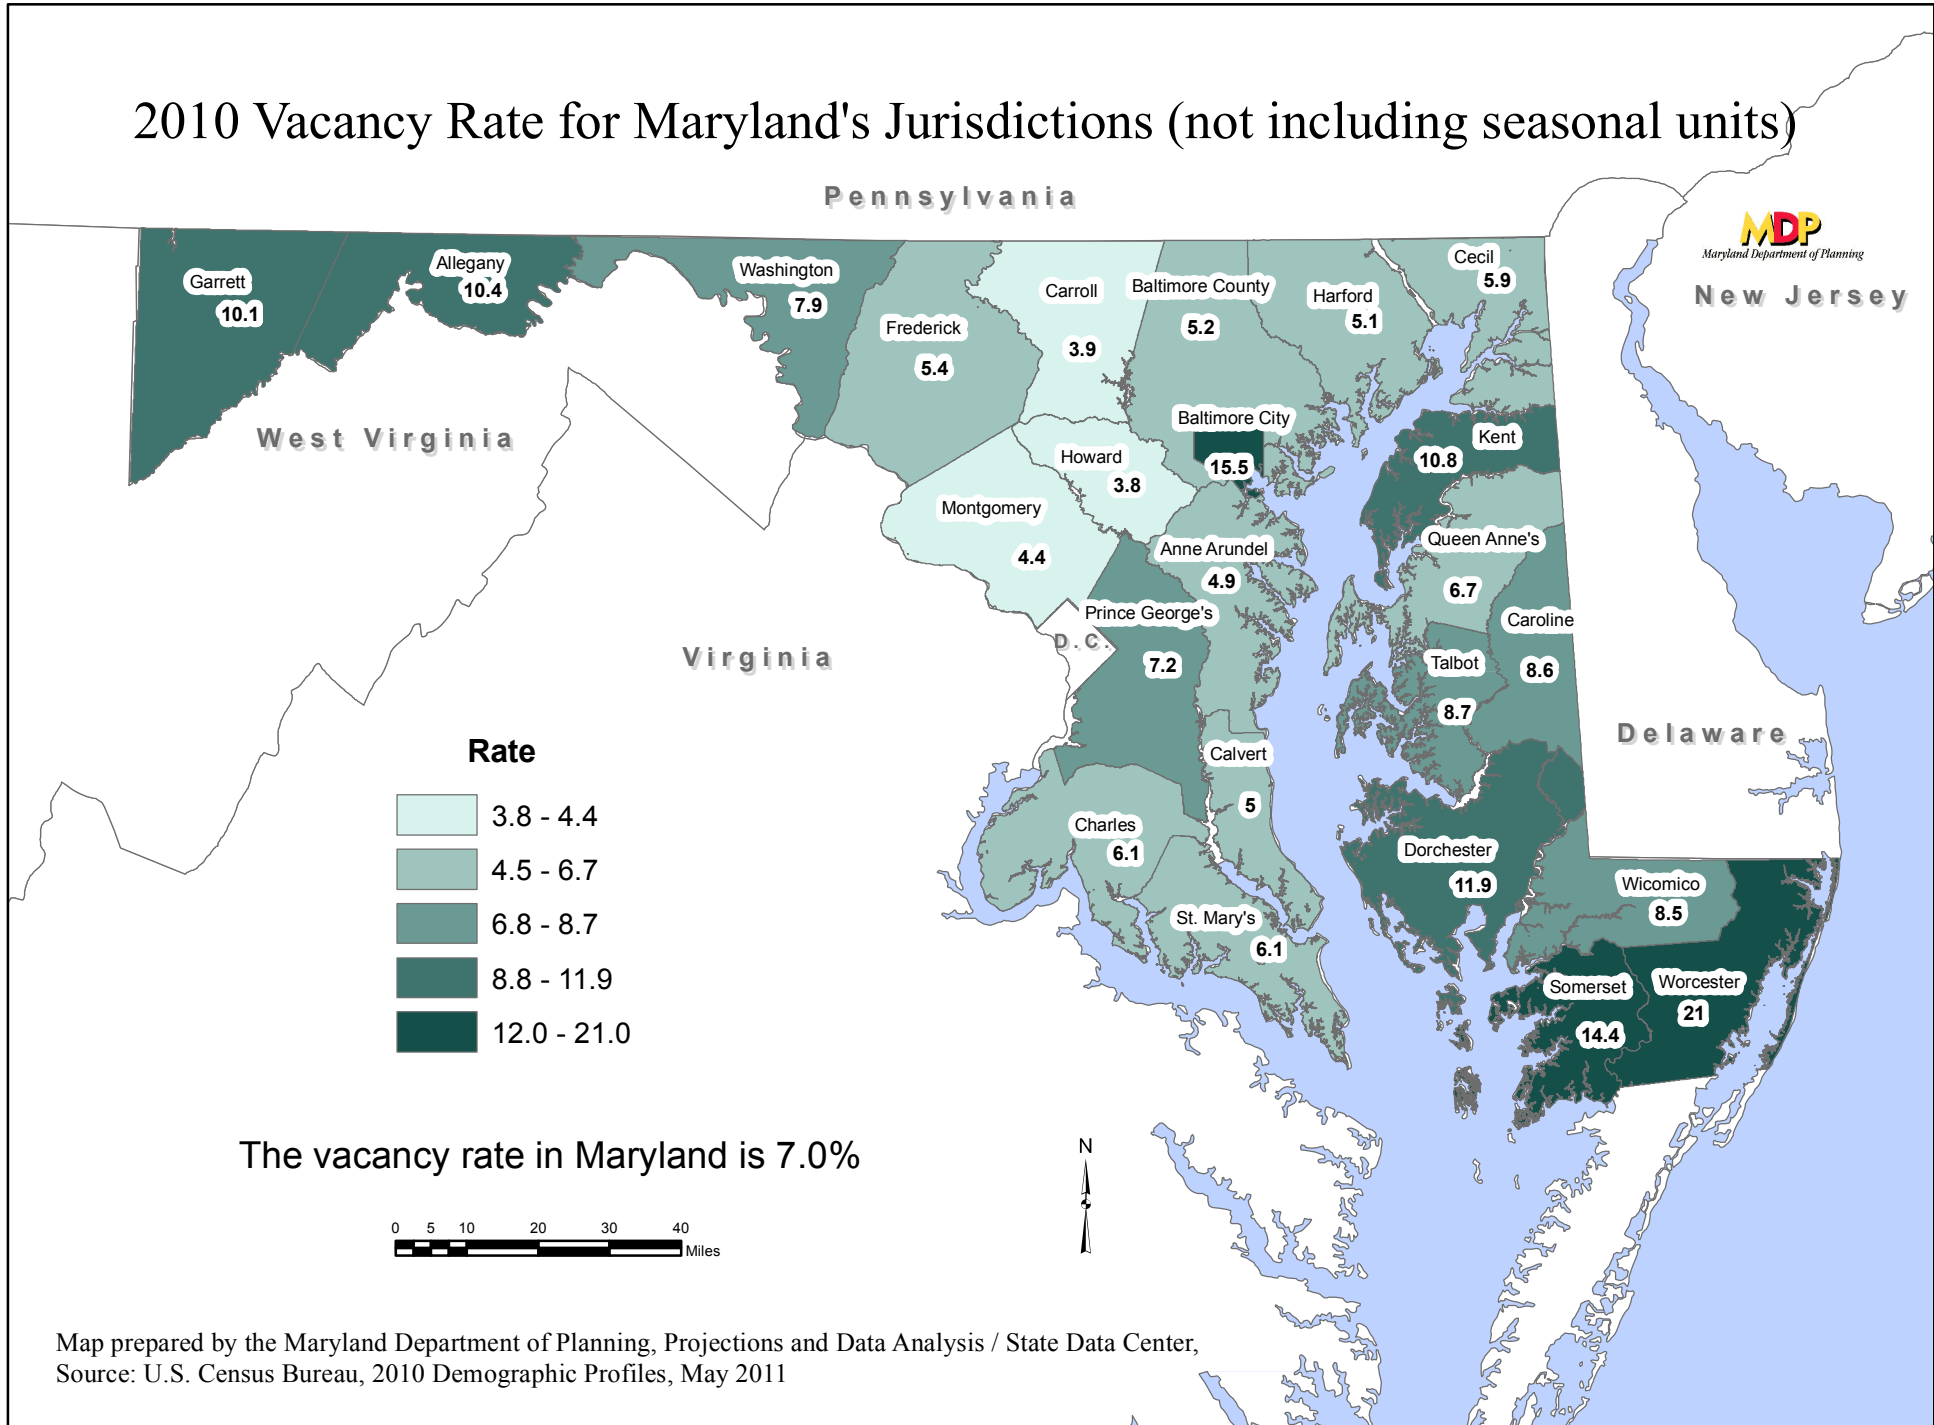 2010 Vacancy Rate for Maryland's Jurisdictions (not including seasonal units)
Pennsylvania
MDP
Maryland Department of Planning
New Jersey
Garrett
10.1
Allegany
10.4
Washington
7.9
Frederick
5.4
Carroll
3.9
Baltimore County
5.2
Harford
5.1
Cecil
5.9
West Virginia
Baltimore City
15.5
Kent
10.8
Howard
3.8
Montgomery
4.4
Anne Arundel
4.9
Queen Anne's
6.7
Prince George's
7.2
D.C.
Caroline
8.6
Talbot
8.7
Virginia
Delaware
Calvert
5
Charles
6.1
St. Mary's
6.1
Dorchester
11.9
Wicomico
8.5
Somerset
14.4
Worcester
21
Rate
3.8 - 4.4
4.5 - 6.7
6.8 - 8.7
8.8 - 11.9
12.0 - 21.0
The vacancy rate in Maryland is 7.0%
N
0 5 10 20 30 40
Miles
Map prepared by the Maryland Department of Planning, Projections and Data Analysis / State Data Center,
Source: U.S. Census Bureau, 2010 Demographic Profiles, May 2011